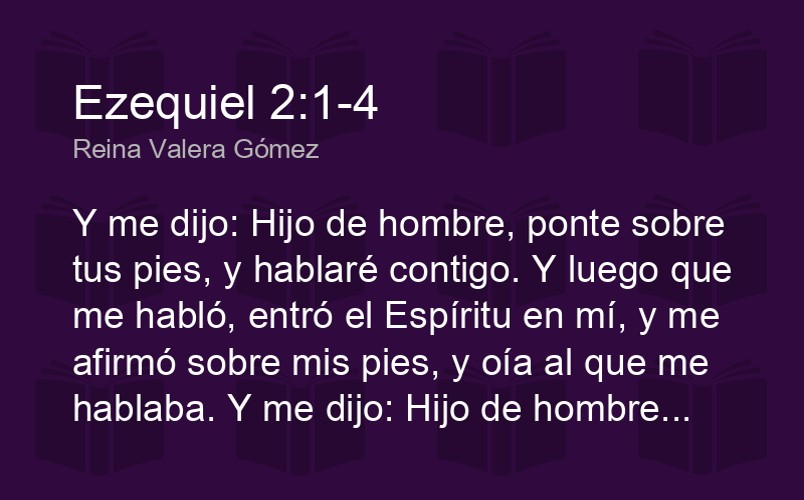 Ezequiel 2:1-4
Reina Valera Gómez
Y me dijo: Hijo de hombre, ponte sobre
tus pies, y hablaré contigo. Y luego que
me habló, entró el Espíritu en mí, y me
afirmó sobre mis pies, y oía al que me
hablaba. Y me dijo: Hijo de hombre...